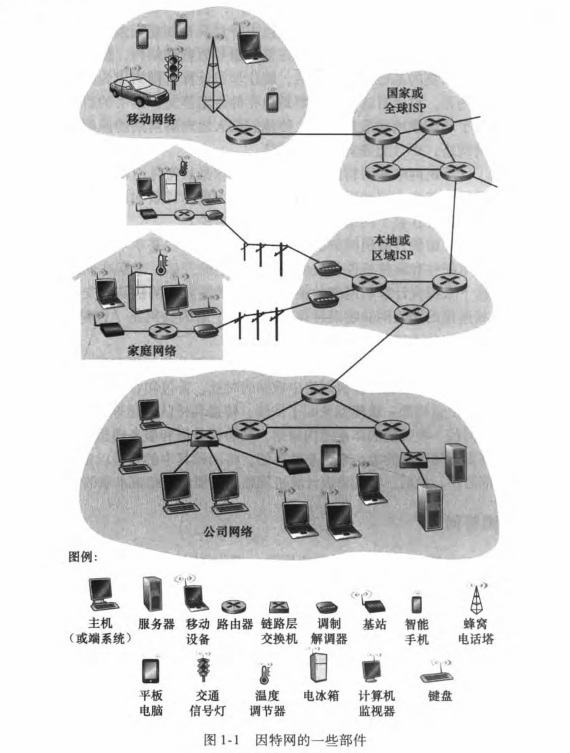 移动网络
国家或
全球ISP
本地或
区域ISP
家庭网络
公司网络
图例：
主机
（或端系统）
服务器
移动
设备
路由器
链路层
交换机
调制
解调器
基站
智能
手机
蜂窝
电话塔
平板
电脑
交通
信号灯
温度
调节器
电冰箱
计算机
监视器
键盘
图 1-1 因特网的一些部件